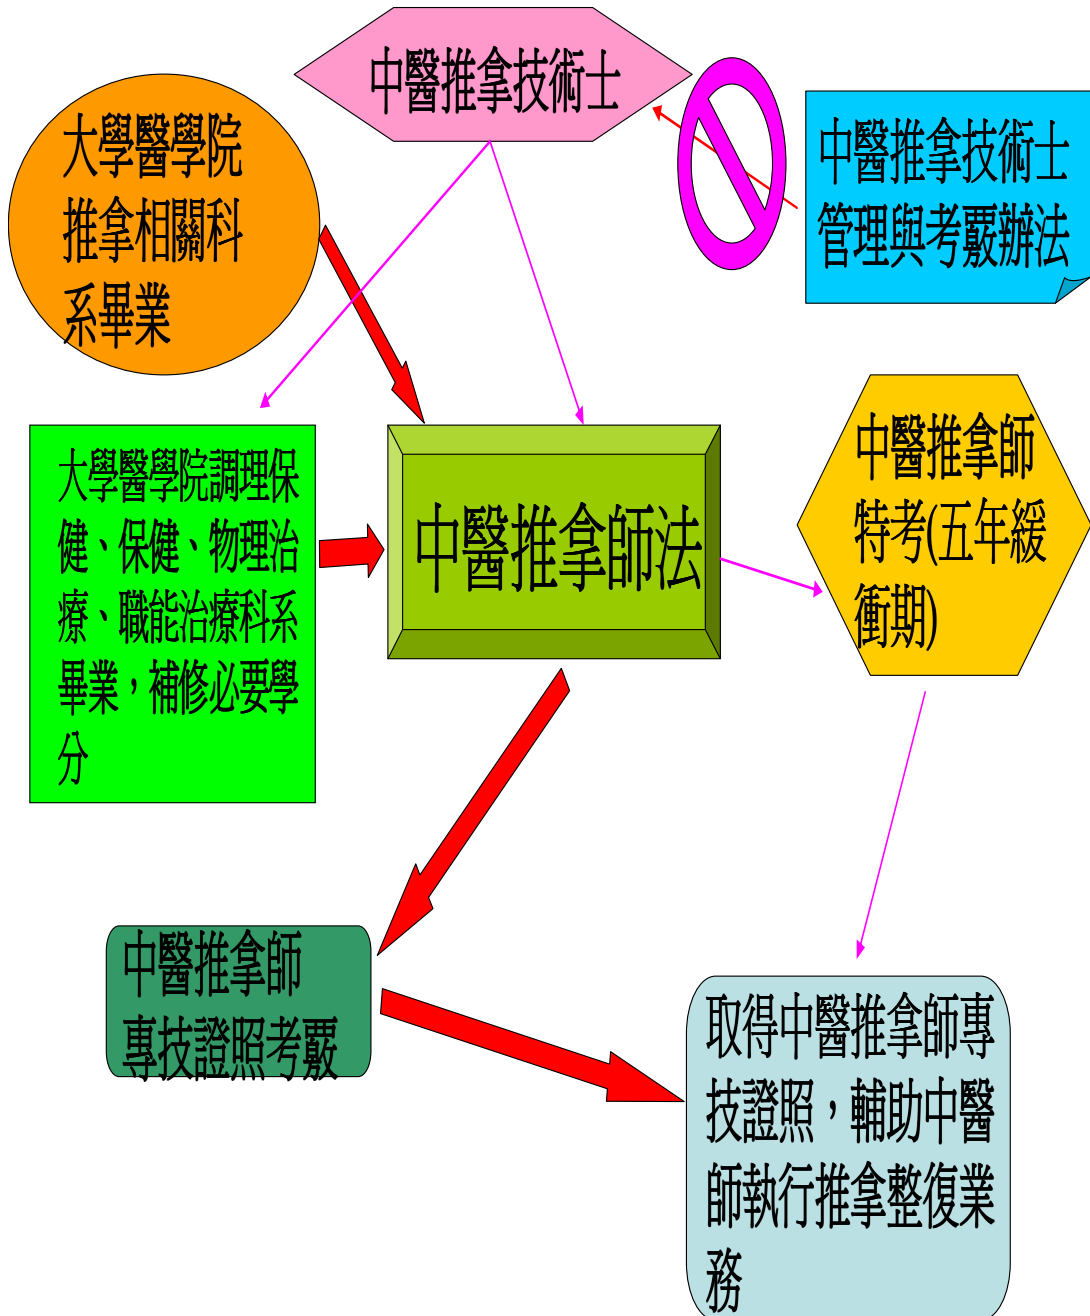 中醫推拿技術士
大學醫學院
推拿相關科
系畢業
中醫推拿技術士
管理與考覈辦法
大學醫學院調理保
健、保健、物理治
療、職能治療科系
畢業，補修必要學
分
中醫推拿師法
中醫推拿師
特考(五年緩
衝期)
中醫推拿師
專技證照考覈
取得中醫推拿師專
技證照，輔助中醫
師執行推拿整復業
務